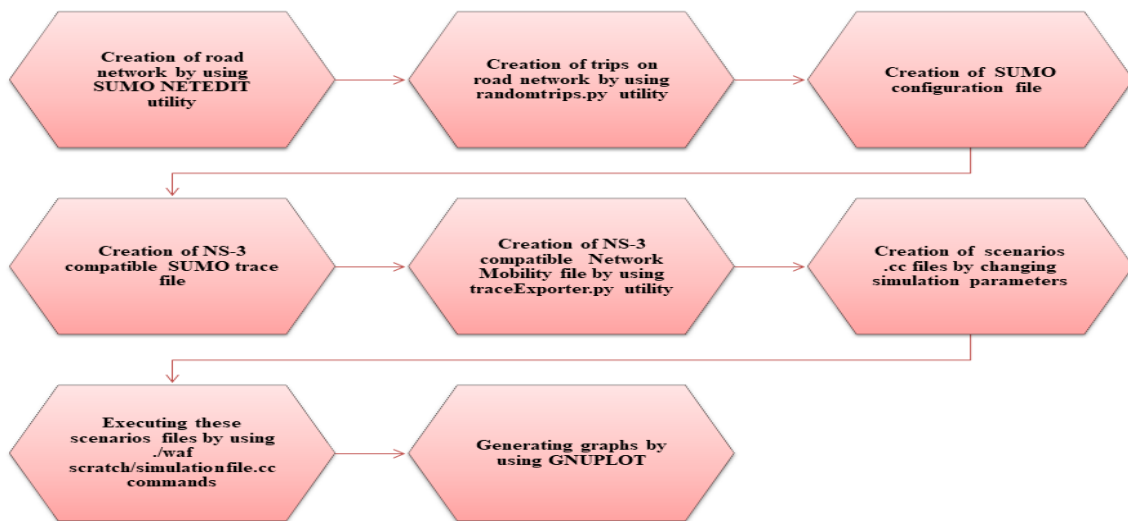 Creation of road
network by using
SUMO NETEDIT
utility
Creation of trips on
road network by using
randomtrips.py utility
Creation of SUMO
configuration file
Creation of NS-3
compatible SUMO trace
file
Creation of NS-3
compatible Network
Mobility file by using
traceExporter.py utility
Creation of scenarios
.cc files by changing
simulation parameters
Executing these
scenarios files by using
./waf
scratch/simulationfile.cc
commands
Generating graphs by
using GNUPLOT